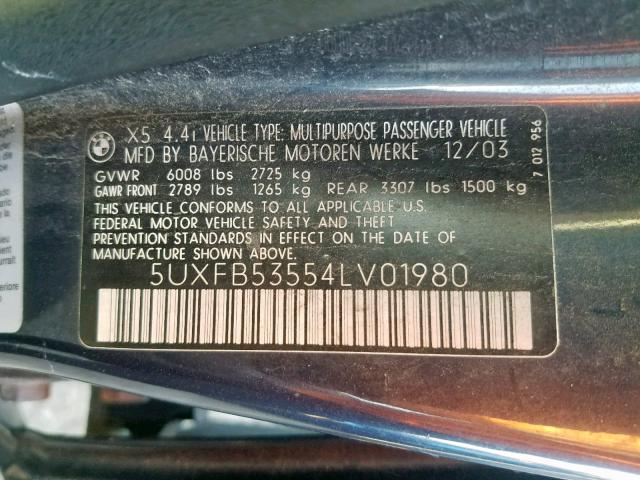 BMW
X5 4.4i VEHICLE TYPE: MULTIPURPOSE PASSENGER VEHICLE
MFD BY BAYERISCHE MOTOREN WERKE 12/03
GVWR 6008 lbs 2725 kg
GAWR FRONT 2789 lbs 1265 kg REAR 3307 lbs 1500 kg
THIS VEHICLE CONFORMS TO ALL APPLICABLE U.S.
FEDERAL MOTOR VEHICLE SAFETY AND THEFT
PREVENTION STANDARDS IN EFFECT ON THE DATE
OF MANUFACTURE SHOWN ABOVE.
5UXFB53554LV01980
7 012 956